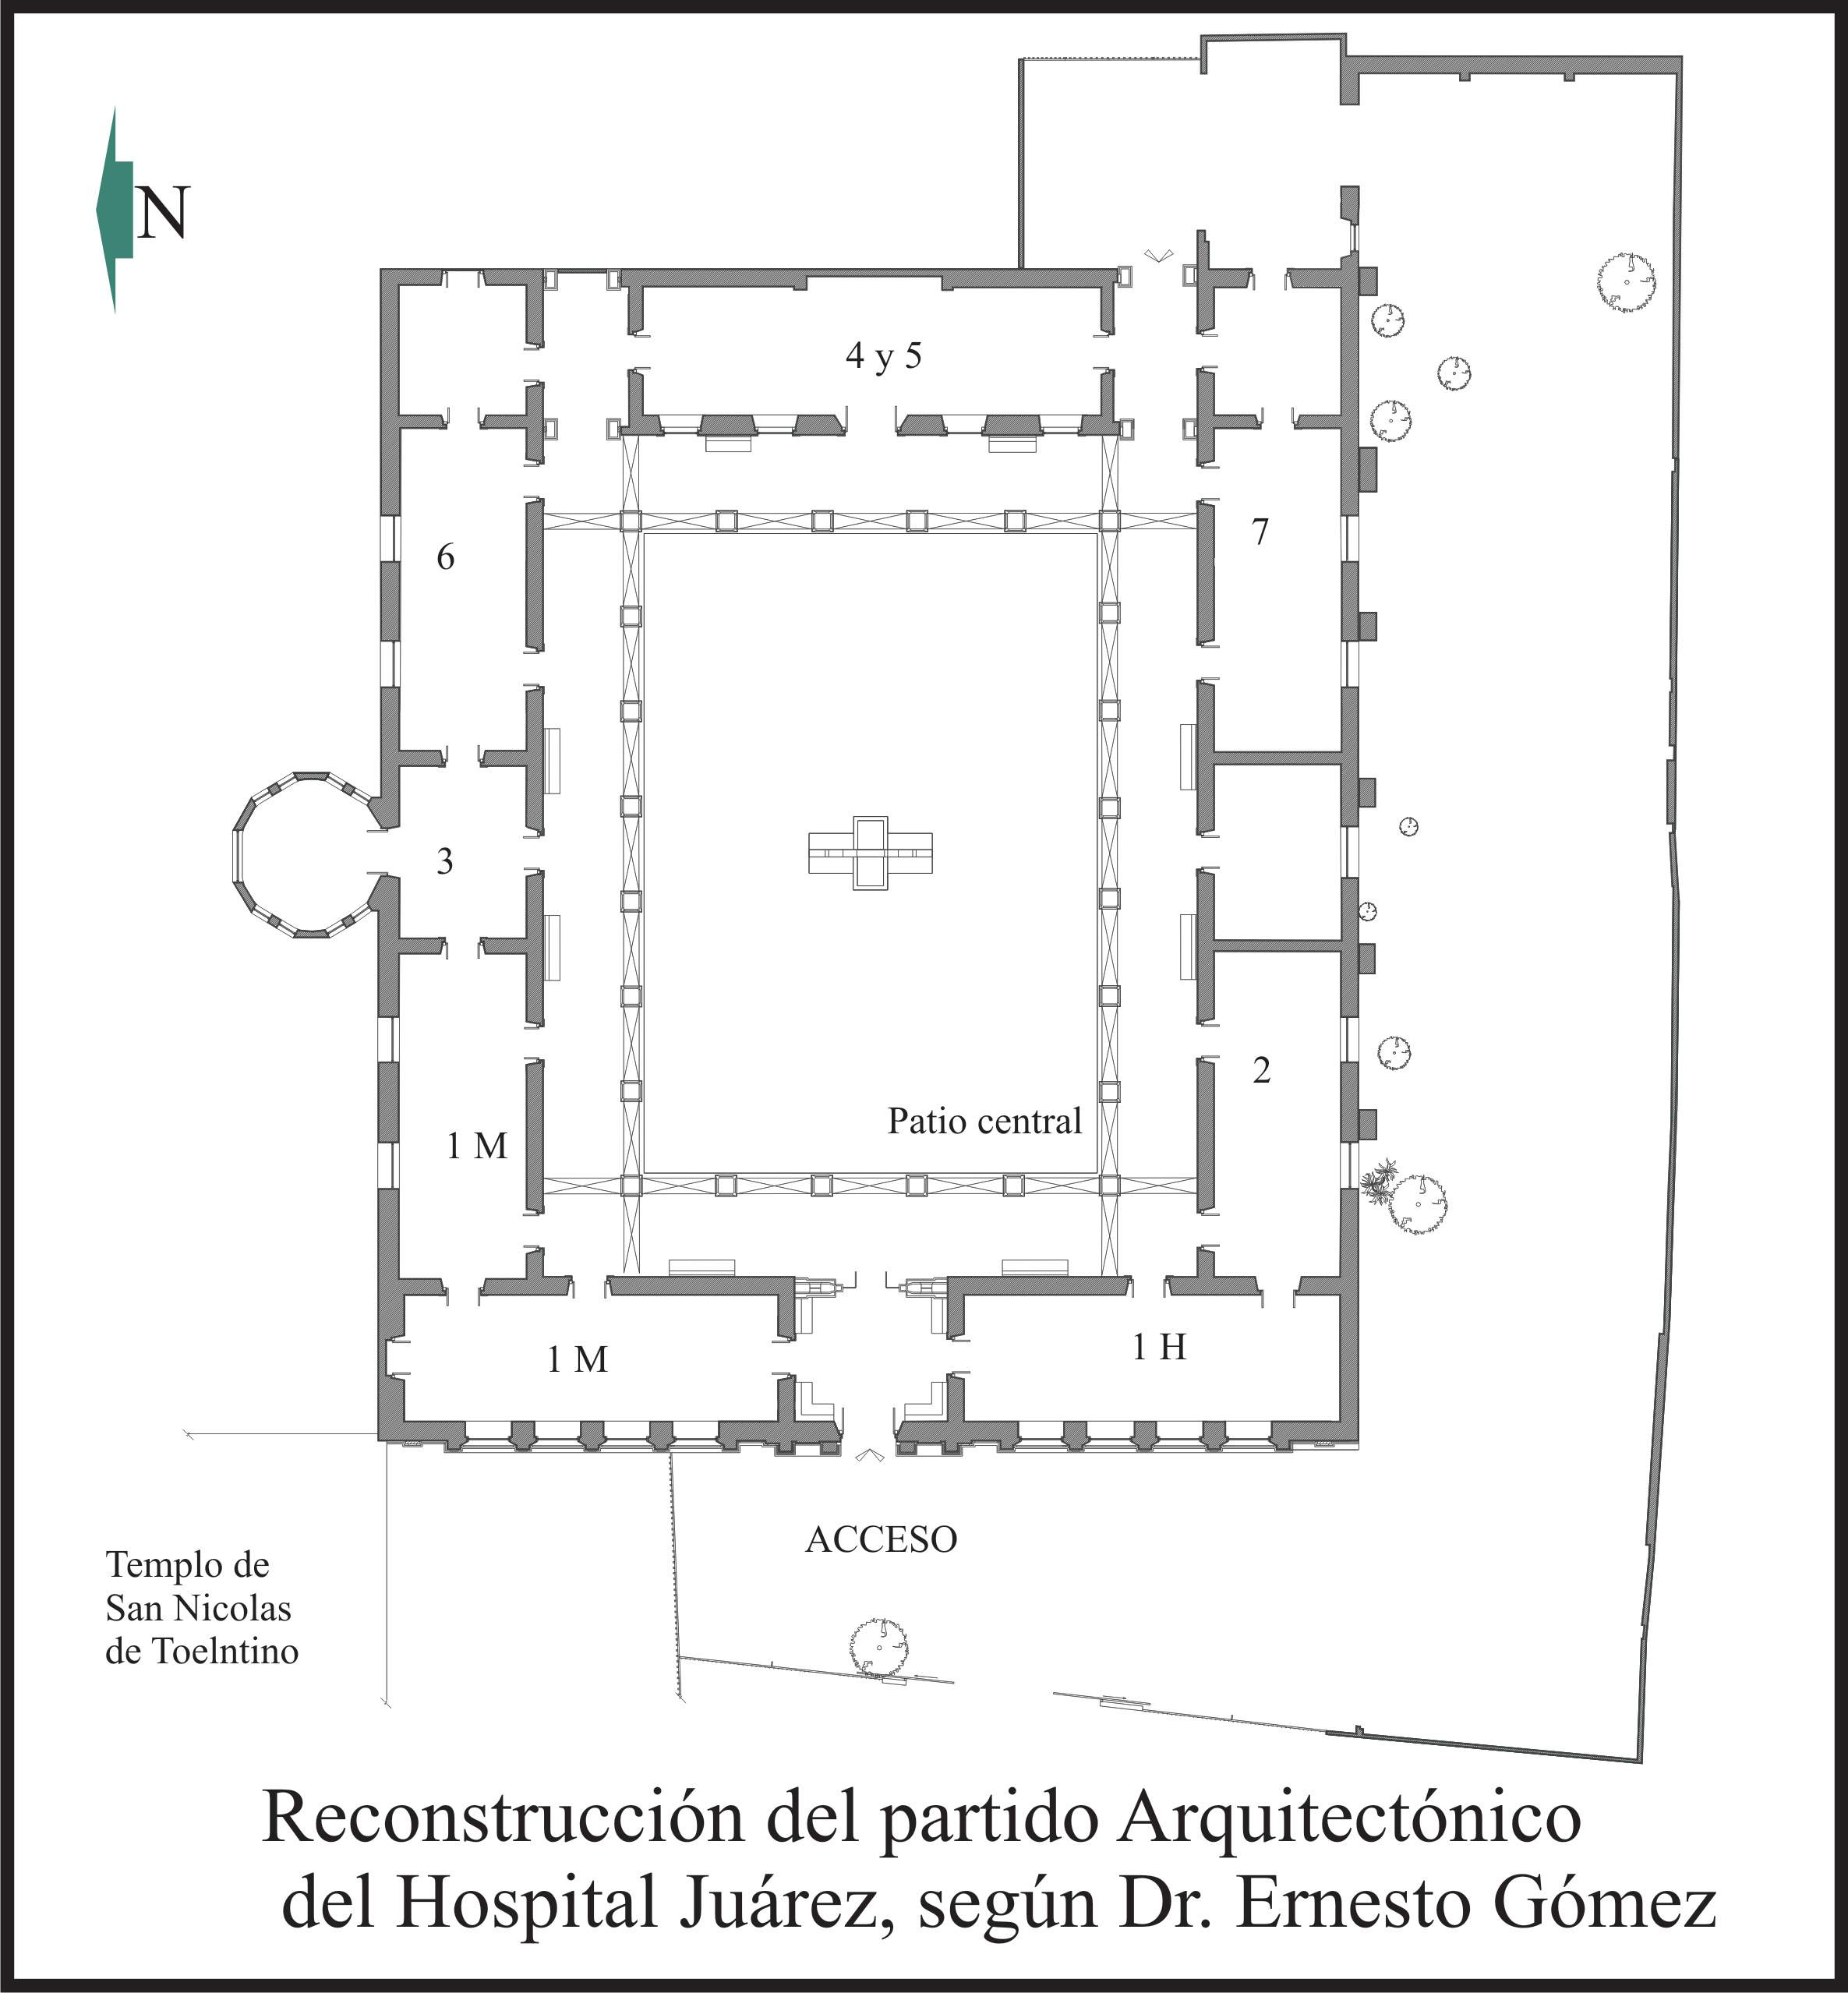 N
4 y 5
6
7
3
2
Patio central
1 M
1 M
1 H
ACCESO
Templo de
San Nicolas
de Toelntino
Reconstrucción del partido Arquitectónico
del Hospital Juárez, según Dr. Ernesto Gómez